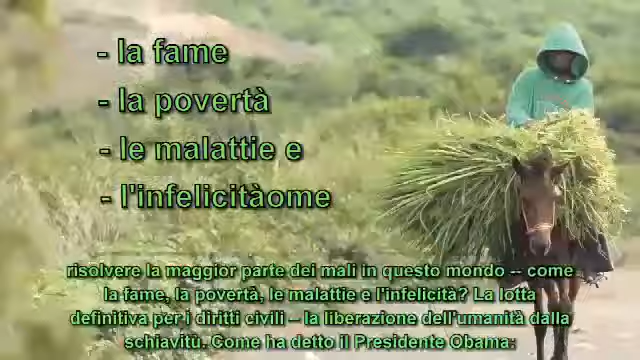 - la fame
- la povertà
- le malattie e
- l'infelicitàome
risolvere la maggior parte dei mali in questo mondo -- come
la fame, la povertà, le malattie e l'infelicità? La lotta
definitiva per i diritti civili – la liberazione dell'umanità dalla
schiavitù. Come ha detto il Presidente Obama: